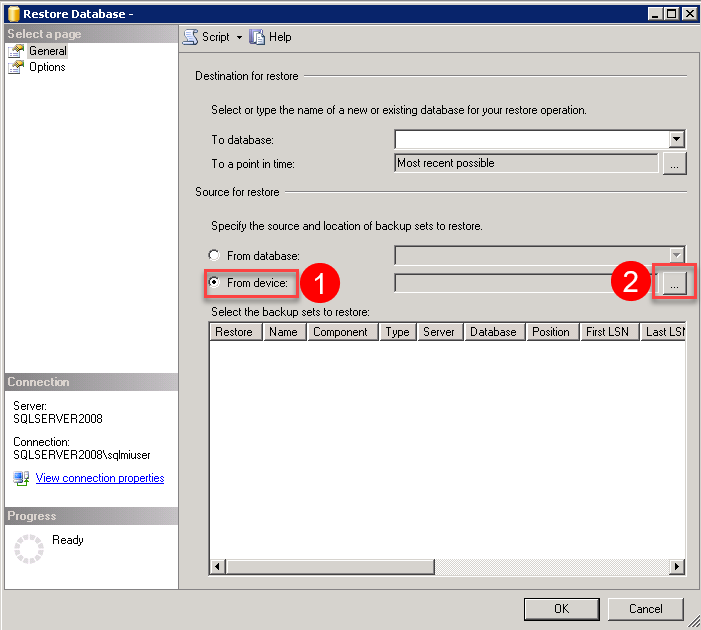 Restore Database -
Select a page
General
Options
Script
Help
Destination for restore
Select or type the name of a new or existing database for your restore operation.
To database:
To a point in time:
Most recent possible
...
Source for restore
Specify the source and location of backup sets to restore.
From database:
From device:
1
2
...
Select the backup sets to restore:
Restore Name Component Type Server Database Position First LSN Last LSN
Connection
Server:
SQLSERVER2008
Connection:
SQLSERVER2008\sqlmiuser
View connection properties
Progress
Ready
OK
Cancel